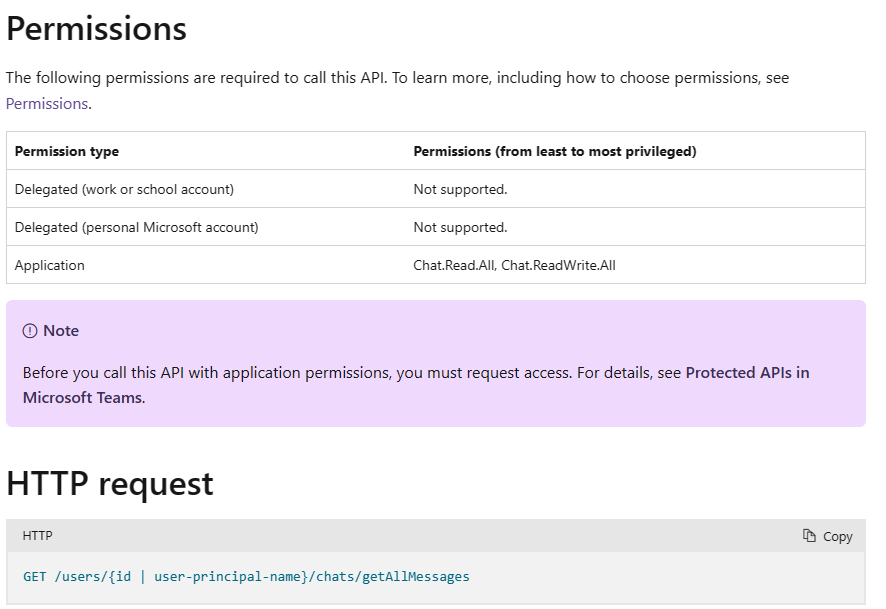 Permissions
The following permissions are required to call this API. To learn more, including how to choose permissions, see
Permissions.
Permission type Permissions (from least to most privileged)
Delegated (work or school account) Not supported.
Delegated (personal Microsoft account) Not supported.
Application Chat.Read.All, Chat.ReadWrite.All
Note
Before you call this API with application permissions, you must request access. For details, see Protected APIs in
Microsoft Teams.
HTTP request
HTTP Copy
GET /users/{id | user-principal-name}/chats/getAllMessages